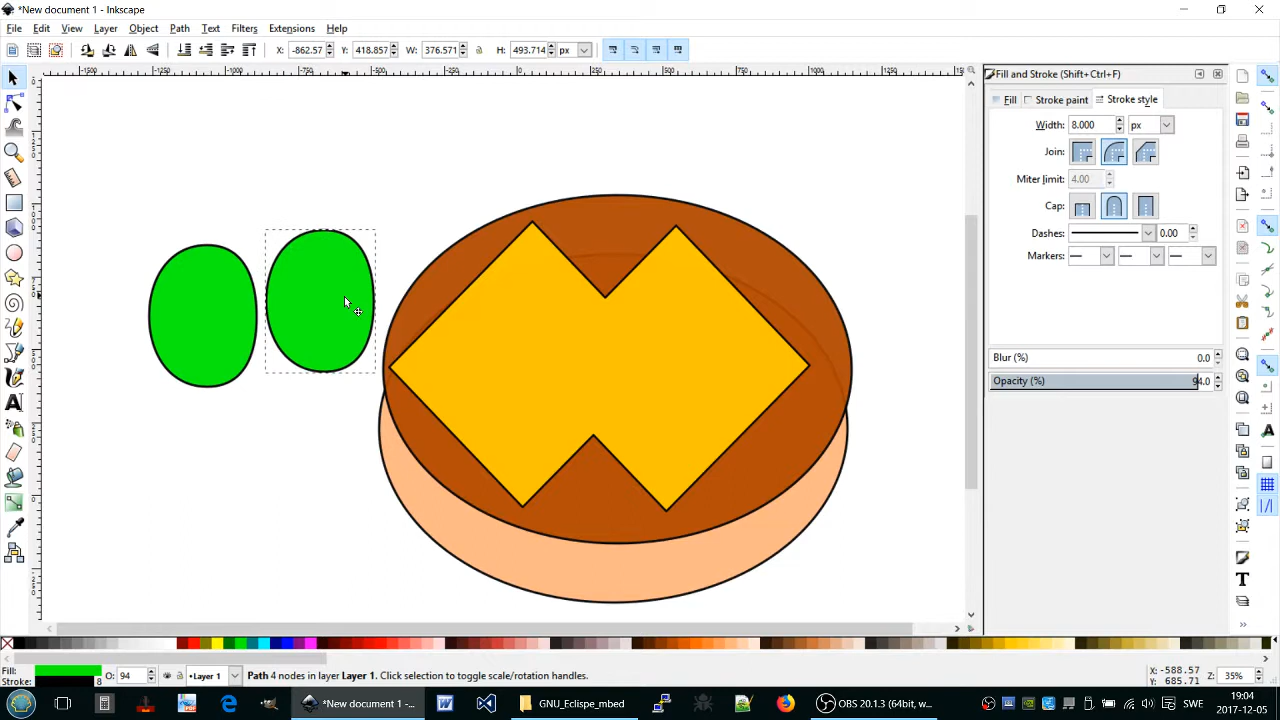 *New document 1 - Inkscape
File Edit View Layer Object Path Text Filters Extensions Help
X: -862.57 Y: 418.857 W: 376.571 H: 493.714 px
Fill and Stroke (Shift+Ctrl+F)
Fill Stroke paint Stroke style
Width: 8.000 px
Join:
Miter limit: 4.00
Cap:
Dashes: 0.00
Markers:
Blur (%) 0.0
Opacity (%) 94.0
Fill: O: 94 •Layer 1 Path 4 nodes in layer Layer 1. Click selection to toggle scale/rotation handles. X: -588.57
Stroke: 8 Y: 685.71 Z: 35%
*New document 1 -... GNU_Eclispe_mbed OBS 20.1.3 (64bit, w... SWE 19:04
2017-12-05